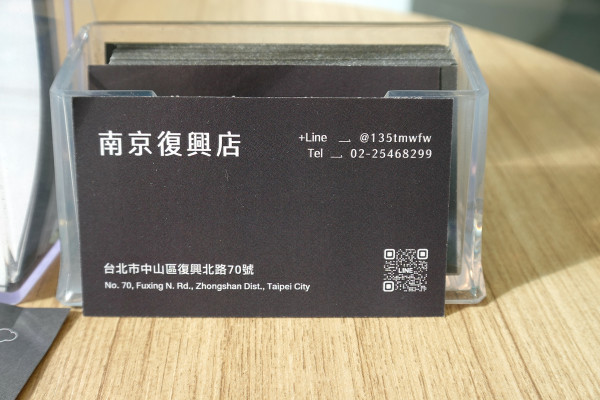 南京復興店
+Line @135tmwfw
Tel 02-25468299
台北市中山區復興北路70號
No. 70, Fuxing N. Rd., Zhongshan Dist., Taipei City
LINE